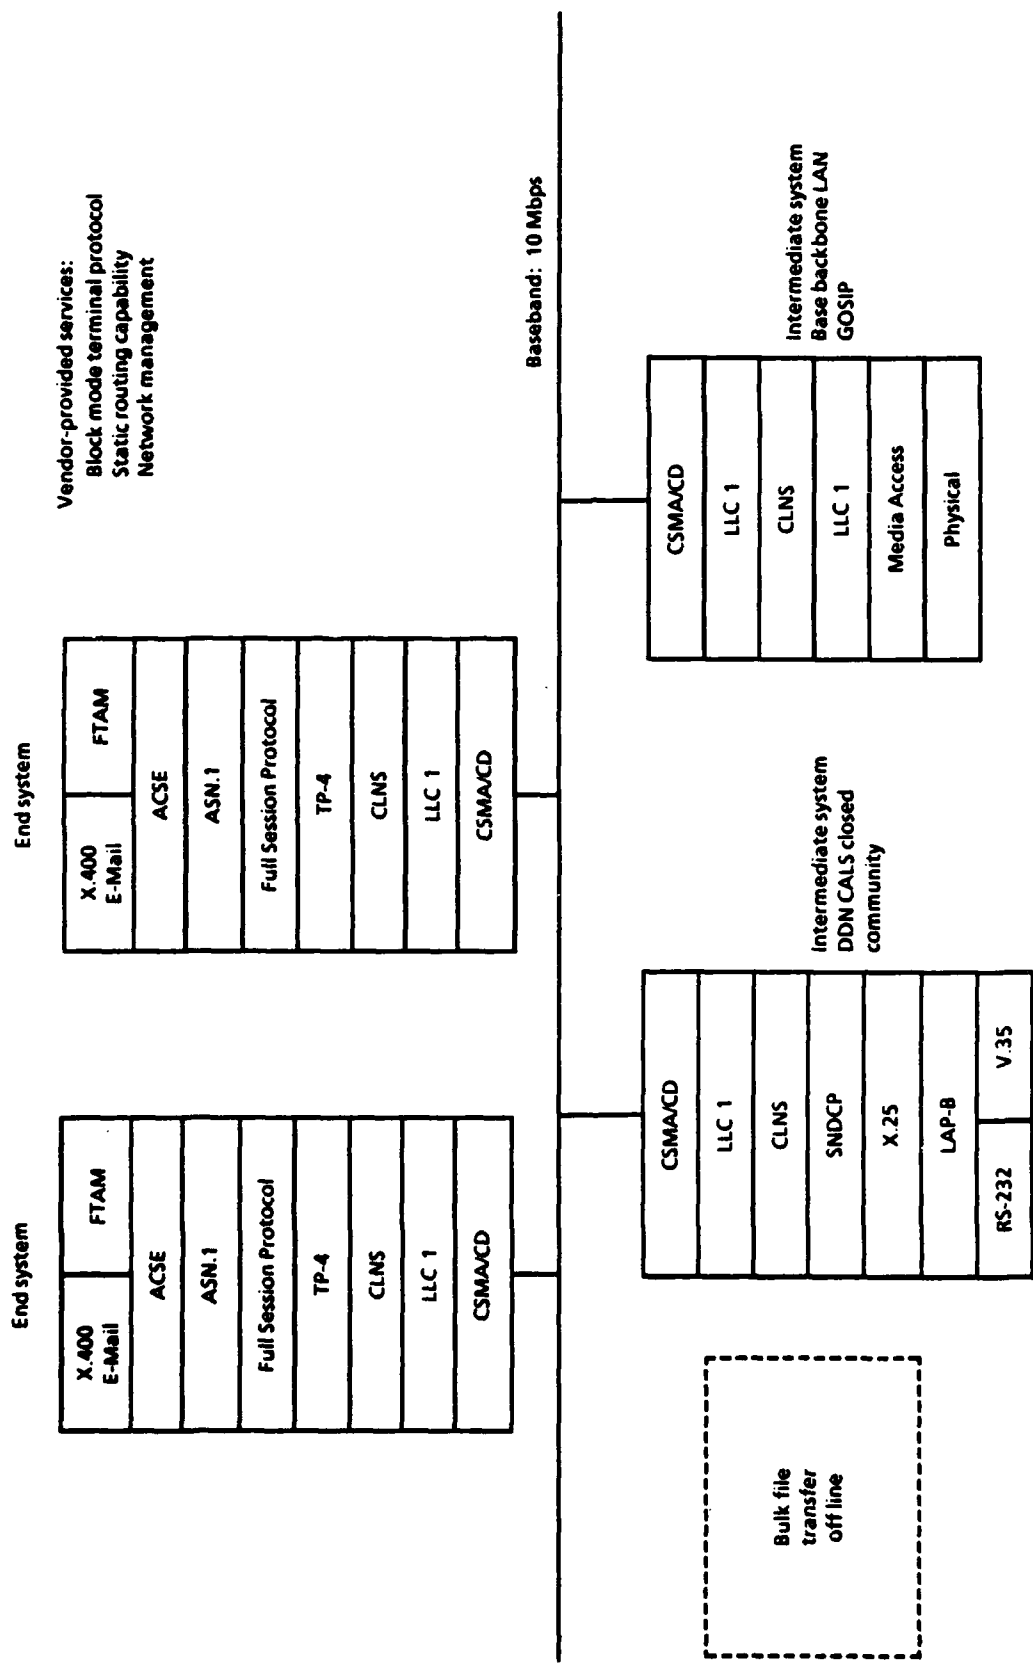 End system
X.400
E-Mail
FTAM
ACSE
ASN.1
Full Session Protocol
TP-4
CLNS
LLC 1
CSMA/CD
End system
X.400
E-Mail
FTAM
ACSE
ASN.1
Full Session Protocol
TP-4
CLNS
LLC 1
CSMA/CD
Vendor-provided services:
Block mode terminal protocol
Static routing capability
Network management
Baseband: 10 Mbps
Bulk file
transfer
off line
CSMA/CD
LLC 1
CLNS
SNDCP
X.25
LAP-B
RS-232
V.35
Intermediate system
DDN CALS closed
community
CSMA/CD
LLC 1
CLNS
LLC 1
Media Access
Physical
Intermediate system
Base backbone LAN
GOSIP